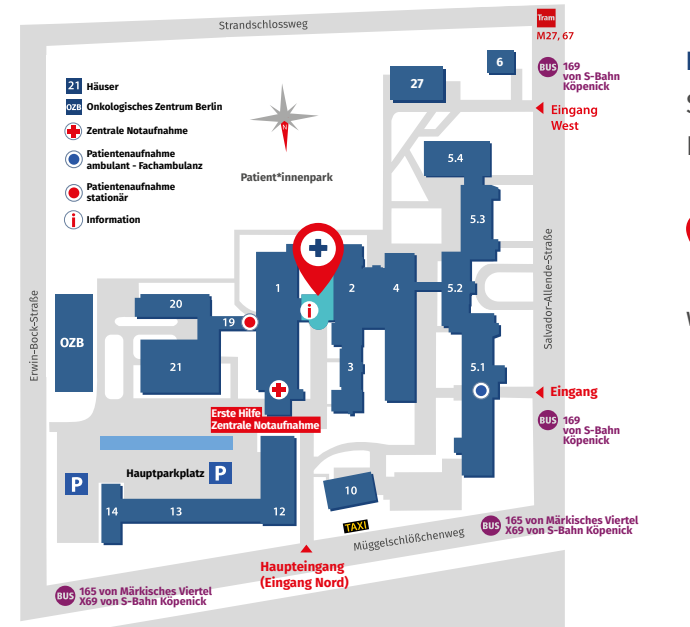 Strandschlossweg
Tram
M27, 67
BUS 169
von S-Bahn
Köpenick
6
27
21 Häuser
OZB Onkologisches Zentrum Berlin
Zentrale Notaufnahme
Patientenaufnahme
ambulant - Fachambulanz
Patientenaufnahme
stationär
i Information
N
Patient*innenpark
Eingang
West
5.4
5.3
5.2
5.1
Salvador-Allende-Straße
Erwin-Bock-Straße
1
2
4
i
20
19
OZB
21
3
Eingang
BUS 169
von S-Bahn
Köpenick
Erste Hilfe
Zentrale Notaufnahme
P
Hauptparkplatz P
10
14
13
12
TAXI
Müggelschlößchenweg
BUS 165 von Märkisches Viertel
X69 von S-Bahn Köpenick
Haupteingang
(Eingang Nord)
BUS 165 von Märkisches Viertel
X69 von S-Bahn Köpenick